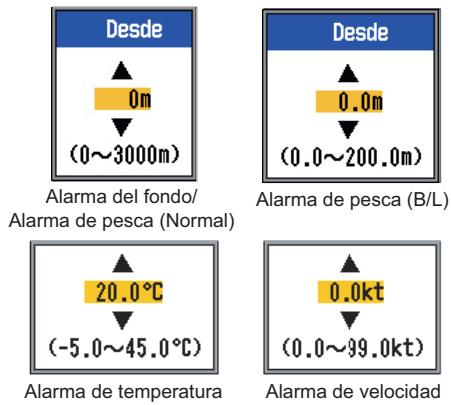 Desde
0m
(0～3000m)
Alarma del fondo/
Alarma de pesca (Normal)
Desde
0.0m
(0.0～200.0m)
Alarma de pesca (B/L)
20.0°C
(-5.0～45.0°C)
Alarma de temperatura
0.0kt
(0.0～99.0kt)
Alarma de velocidad